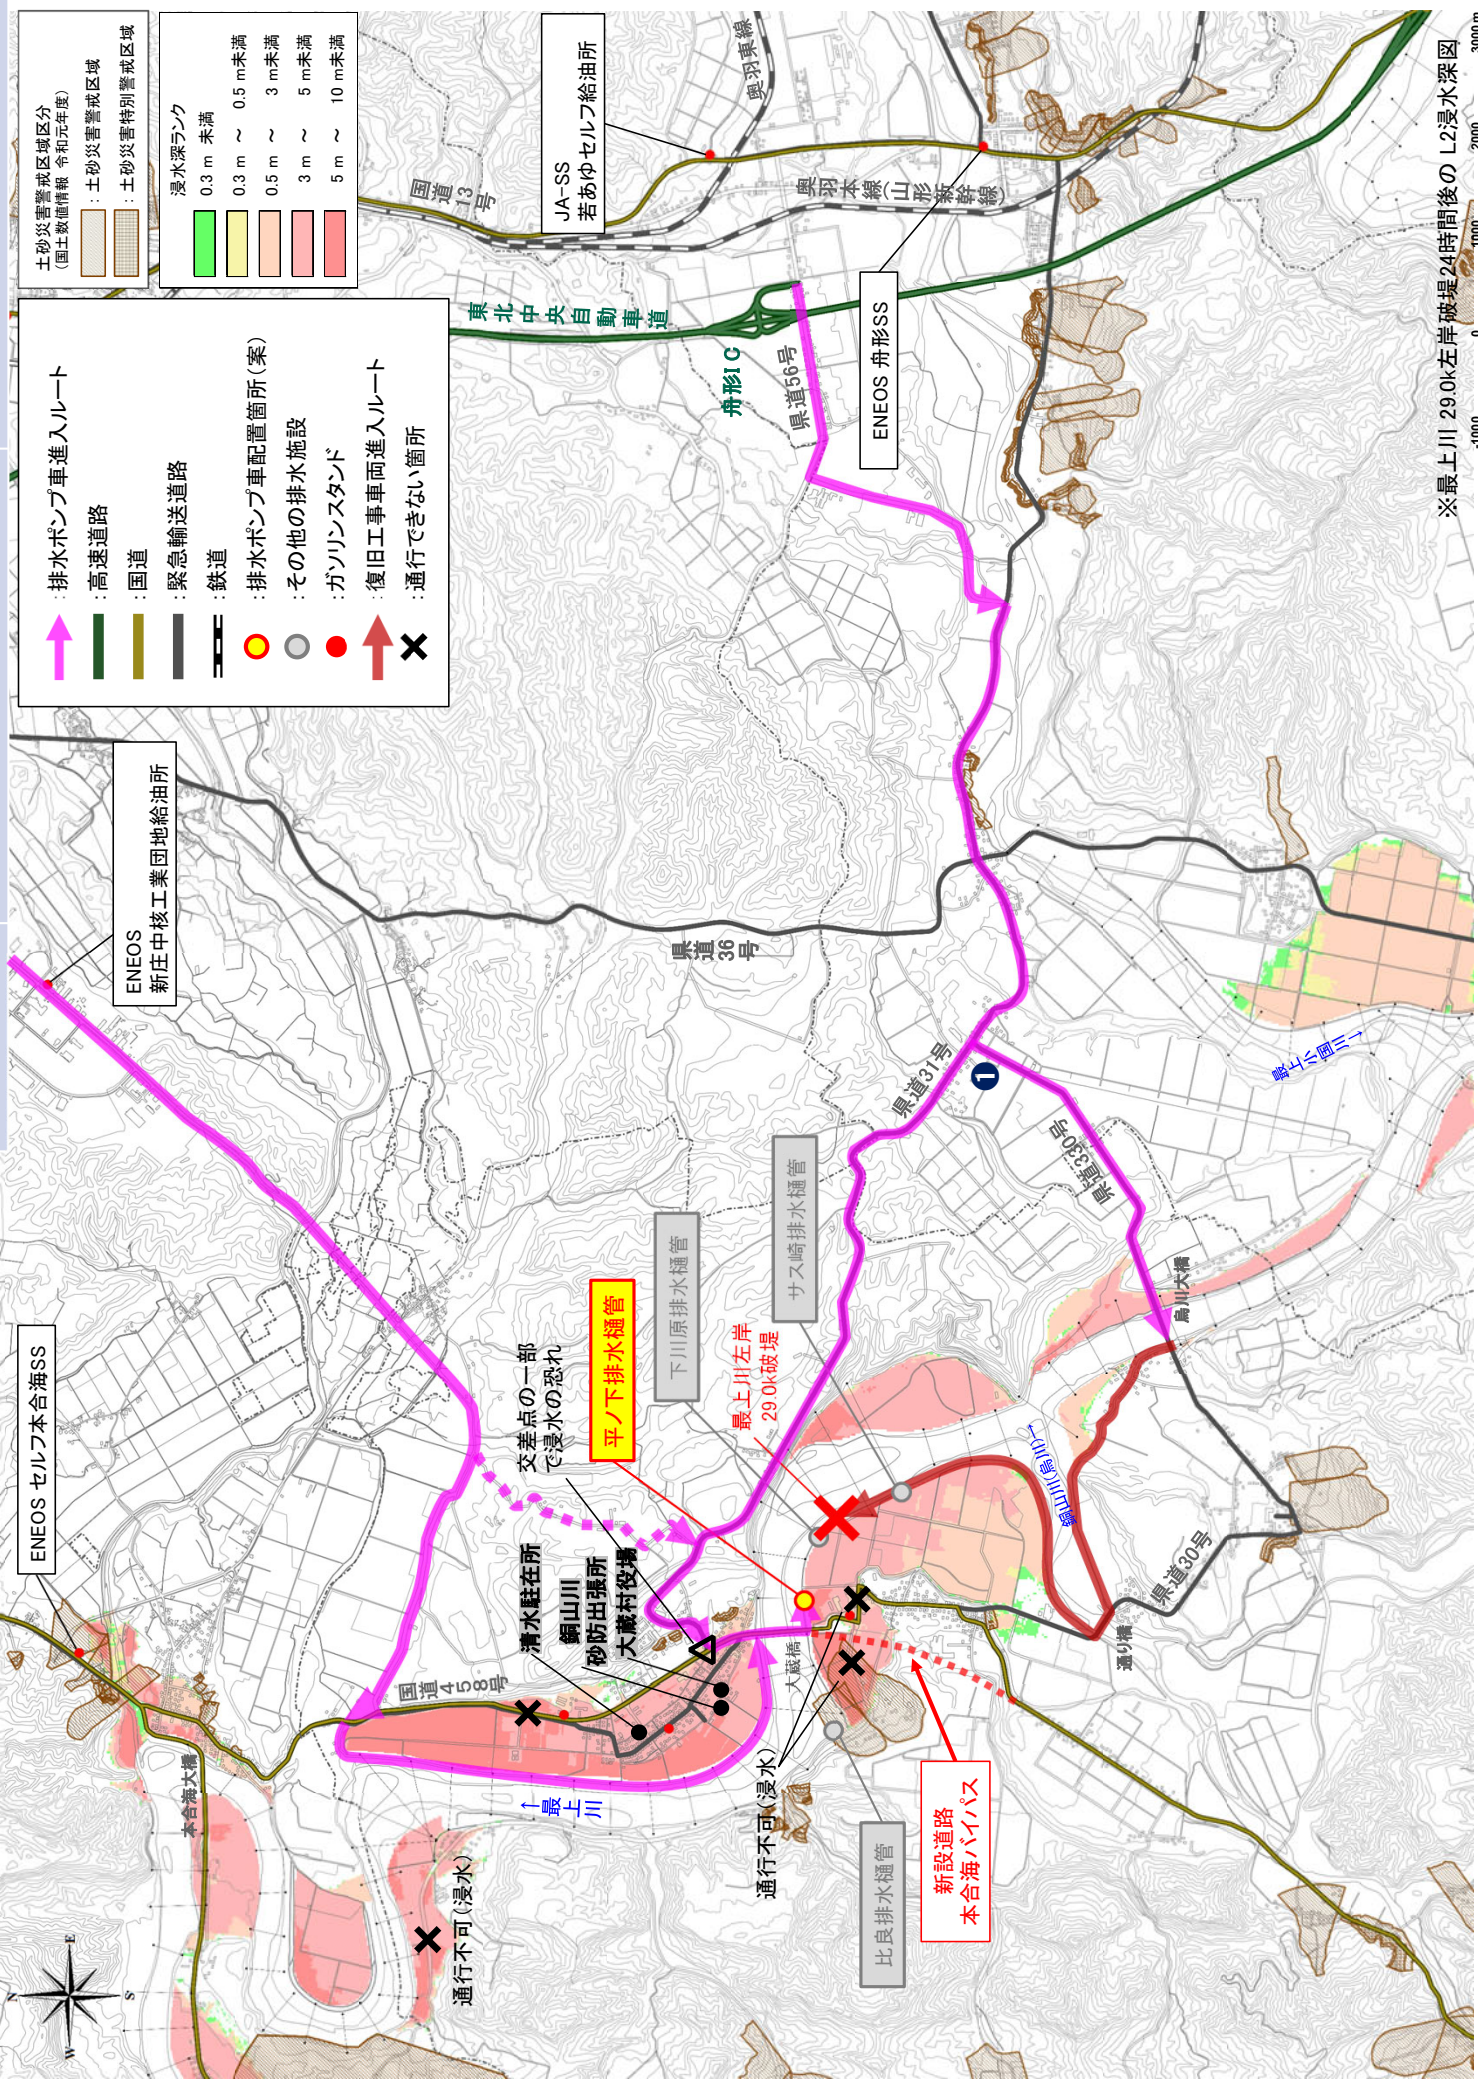 土砂災害警戒区域区分
（国土数値情報 令和元年度）
：土砂災害警戒区域
：土砂災害特別警戒区域
浸水深ランク
0.3 m 未満
0.3 m ～ 0.5 m未満
0.5 m ～ 3 m未満
3 m ～ 5 m未満
5 m ～ 10 m未満
：排水ポンプ車進入ルート
：高速道路
：国道
：緊急輸送道路
：鉄道
：排水ポンプ車配置箇所（案）
：その他の排水施設
：ガソリンスタンド
：復旧工事車両進入ルート
：通行できない箇所
ENEOS セルフ本合海SS
ENEOS
新庄中核工業団地給油所
JA-SS
若あゆセルフ給油所
ENEOS 舟形SS
国道13号
奥羽東線
奥羽本線（山形新幹線）
東北中央自動車道
舟形IC
県道56号
県道36号
県道31号
県道330号
県道30号
国道458号
本合海大橋
大蔵橋
通り橋
烏川大橋
↑最上川
最上小国川→
銅山川（烏川）→
清水駐在所
銅山川
砂防出張所
大蔵村役場
交差点の一部
で浸水の恐れ
平ノ下排水樋管
下川原排水樋管
サス崎排水樋管
比良排水樋管
最上川左岸
29.0k破堤
通行不可（浸水）
通行不可（浸水）
新設道路
本合海バイパス
1
N
E
S
W
※最上川 29.0k左岸破堤24時間後の L2浸水深図
-1000 0 1000 2000 3000 m